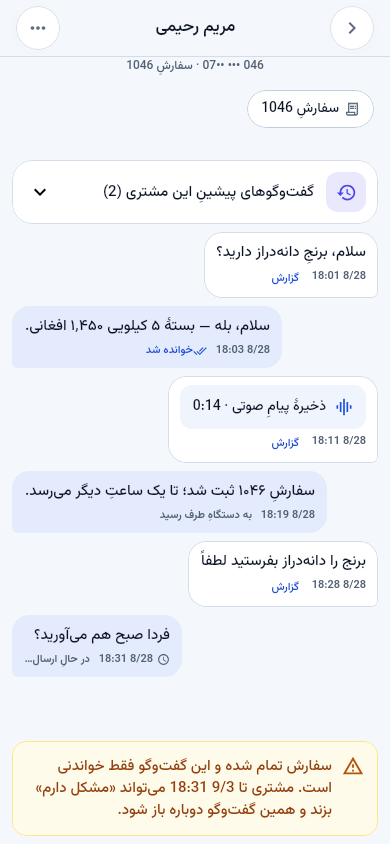 مریم رحیمی
046 ••• ••07 · سفارشِ 1046
سفارشِ 1046
گفت‌وگوهای پیشینِ این مشتری (2)
سلام، برنجِ دانه‌دراز دارید؟
8/28 18:01 گزارش
سلام، بله — بستهٔ ۵ کیلویی ۱٬۴۵۰ افغانی.
8/28 18:03 خوانده شد
ذخیرهٔ پیامِ صوتی · 0:14
8/28 18:11 گزارش
سفارشِ ۱۰۴۶ ثبت شد؛ تا یک ساعتِ دیگر می‌رسد.
8/28 18:19 به دستگاهِ طرف رسید
برنج را دانه‌دراز بفرستید لطفاً
8/28 18:28 گزارش
فردا صبح هم می‌آورید؟
8/28 18:31 در حالِ ارسال…
سفارش تمام شده و این گفت‌وگو فقط خواندنی
است. مشتری تا 9/3 18:31 می‌تواند «مشکل دارم»
بزند و همین گفت‌وگو دوباره باز شود.